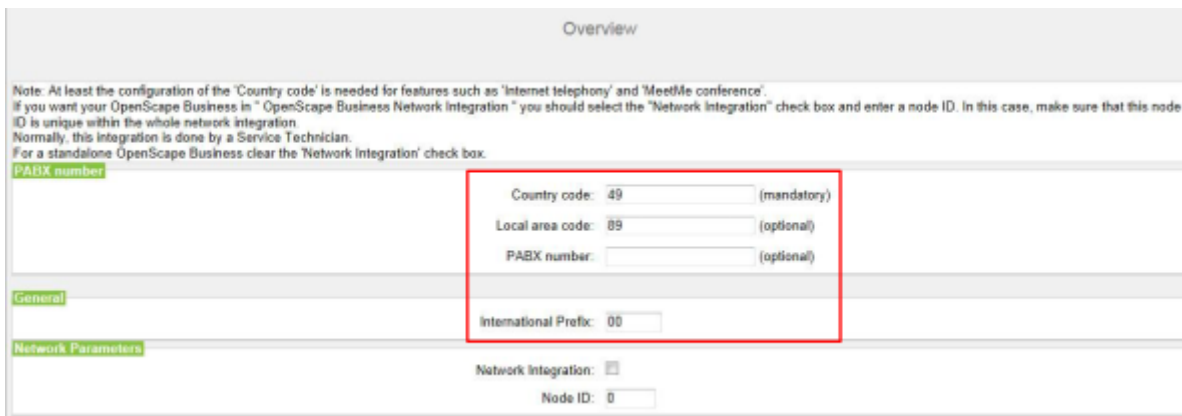 Overview
Note: At least the configuration of the 'Country code' is needed for features such as 'Internet telephony' and 'MeetMe conference'.
If you want your OpenScape Business in " OpenScape Business Network Integration " you should select the "Network Integration" check box and enter a node ID. In this case, make sure that this node
ID is unique within the whole network integration.
Normally, this integration is done by a Service Technician.
For a standalone OpenScape Business clear the 'Network Integration' check box.
PABX number
Country code: 49 (mandatory)
Local area code: 89 (optional)
PABX number: (optional)
General
International Prefix: 00
Network Parameters
Network Integration:
Node ID: 0